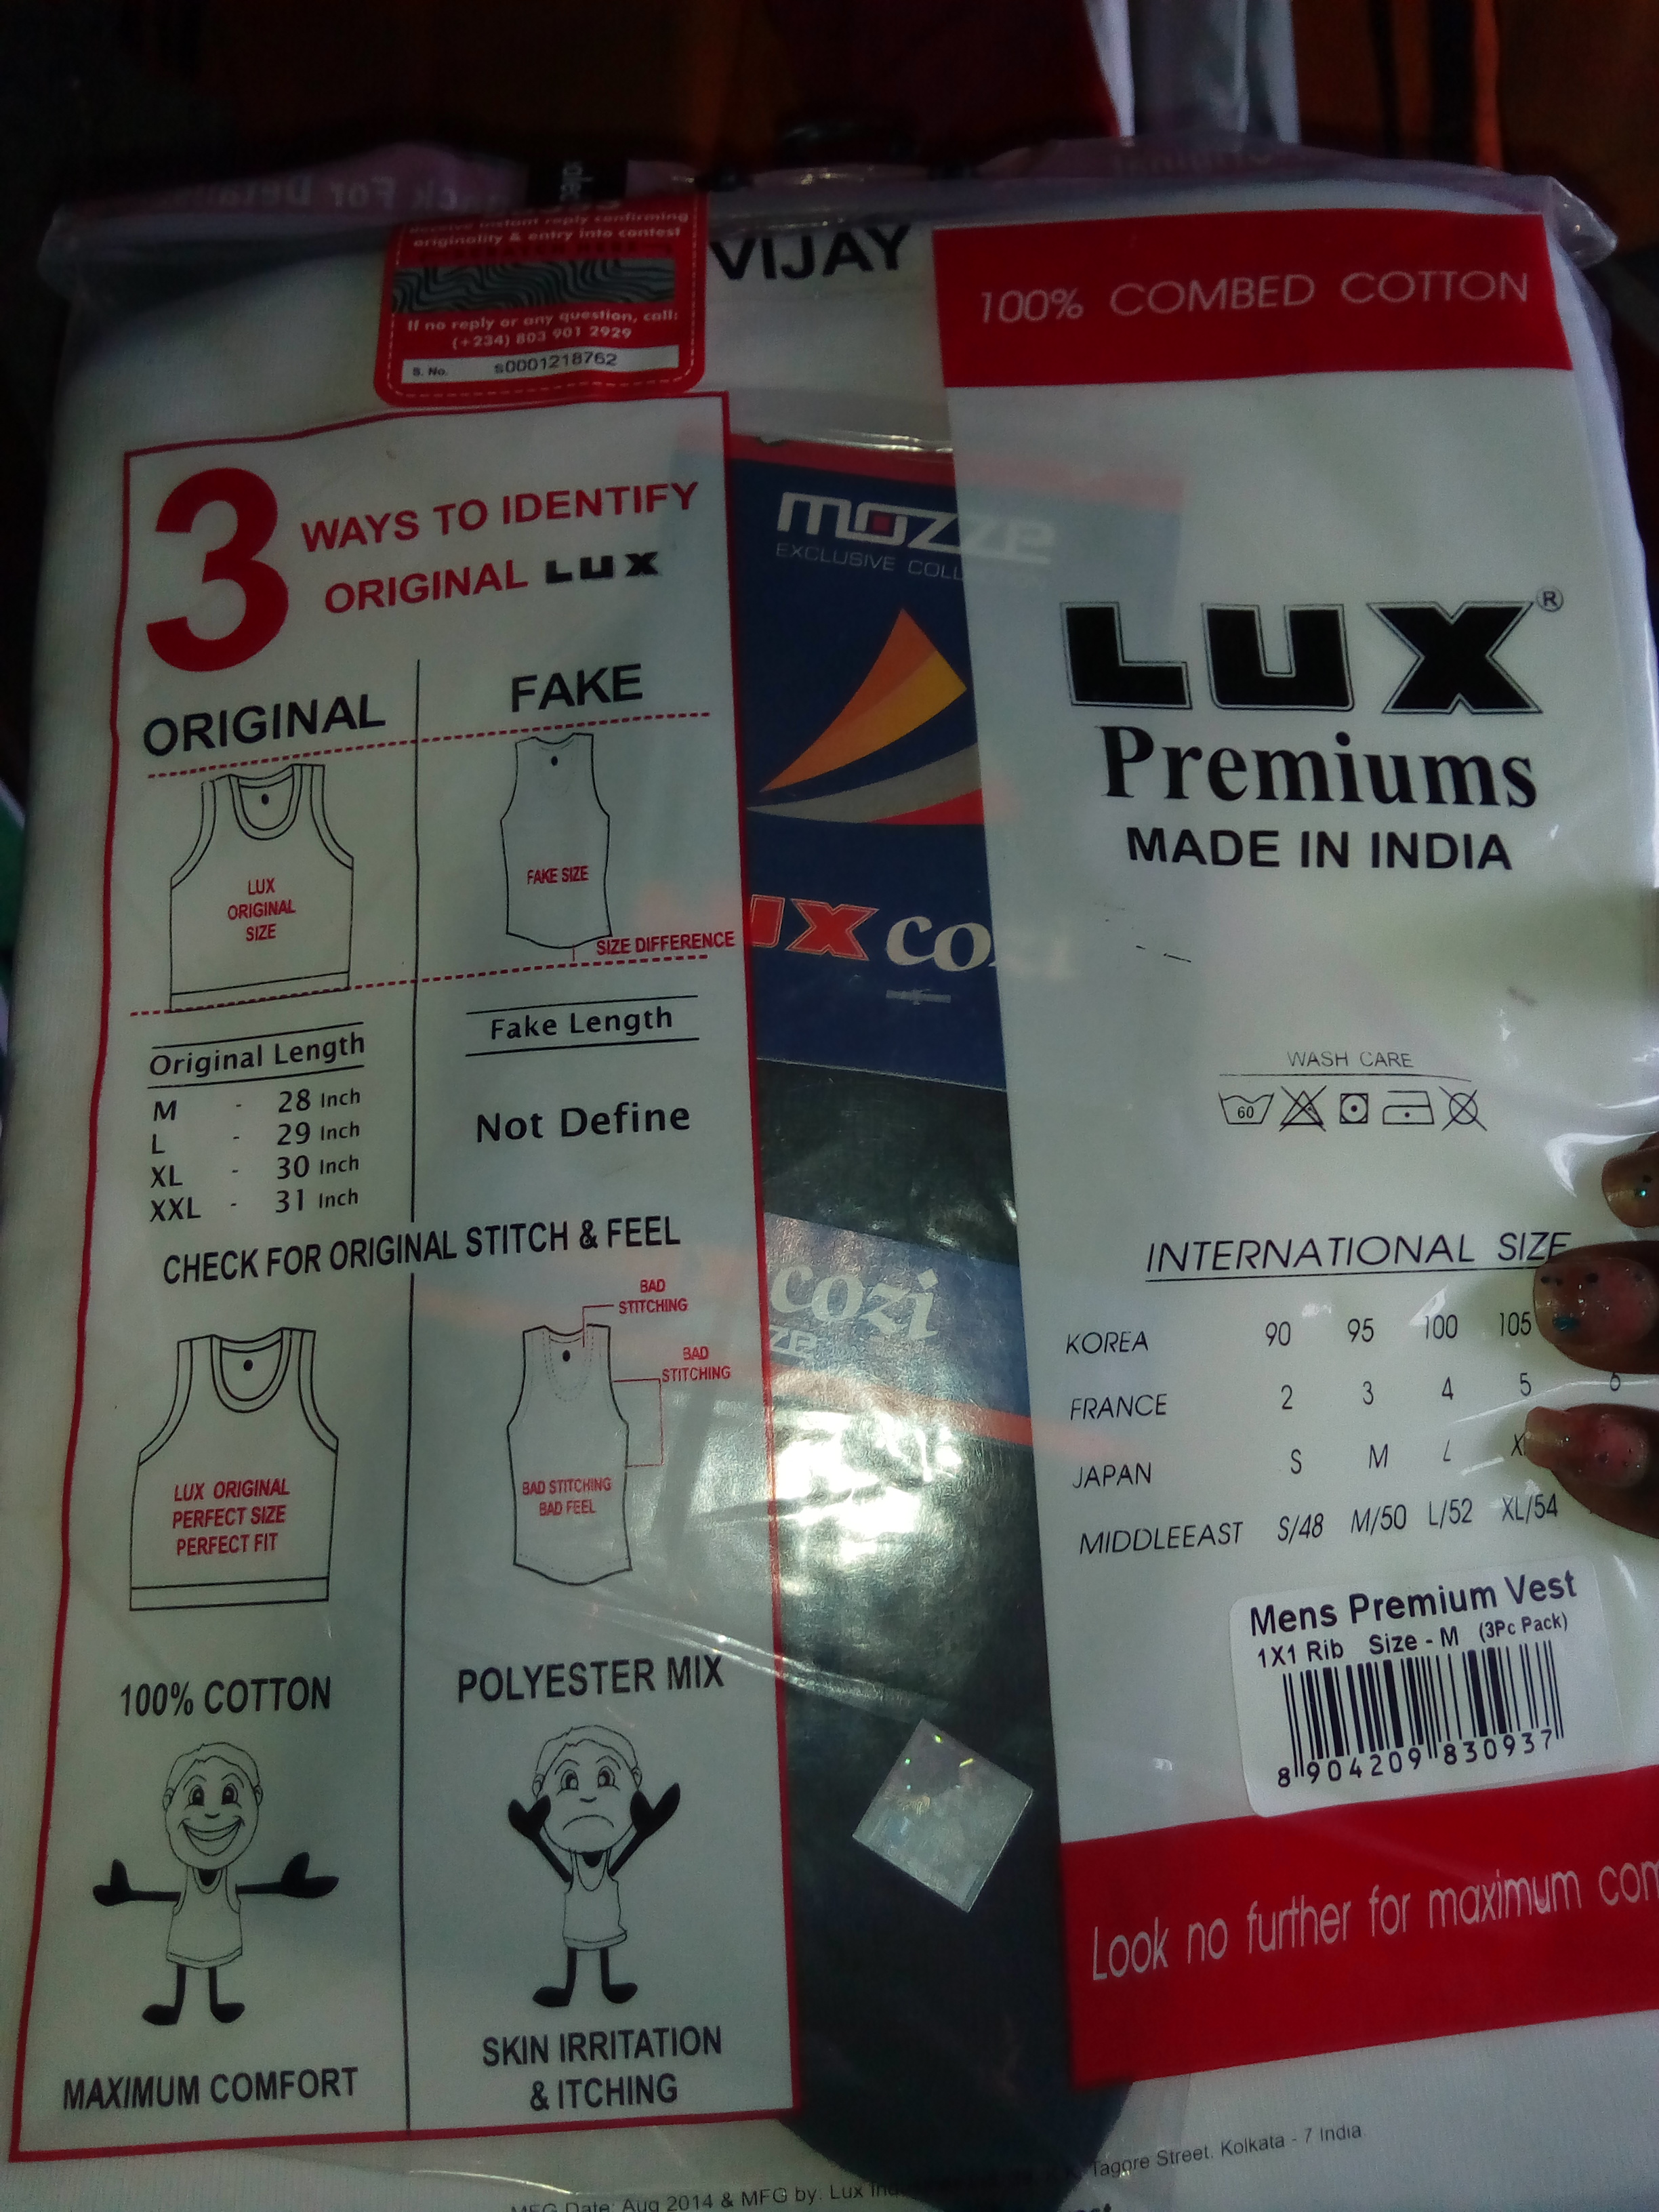 originality & entry into contest
If no reply or any question, call:
(+234) 803 901 2929
S. No. s0001218762
VIJAY
3 WAYS TO IDENTIFY
ORIGINAL LUX
ORIGINAL
FAKE
LUX
ORIGINAL
SIZE
FAKE SIZE
SIZE DIFFERENCE
Original Length
M - 28 Inch
L - 29 Inch
XL - 30 Inch
XXL - 31 Inch
Fake Length
Not Define
CHECK FOR ORIGINAL STITCH & FEEL
LUX ORIGINAL
PERFECT SIZE
PERFECT FIT
BAD
STITCHING
BAD
STITCHING
BAD STITCHING
BAD FEEL
100% COTTON
POLYESTER MIX
MAXIMUM COMFORT
SKIN IRRITATION
& ITCHING
mozze
EXCLUSIVE COLL
UX cozi
cozi
100% COMBED COTTON
LUX®
Premiums
MADE IN INDIA
WASH CARE
60
INTERNATIONAL SIZE
KOREA 90 95 100 105
FRANCE 2 3 4 5 6
JAPAN S M L X
MIDDLEEAST S/48 M/50 L/52 XL/54
Mens Premium Vest
1X1 Rib Size - M (3Pc Pack)
8 904209 830937
Look no further for maximum com
MFG Date: Aug 2014 & MFG by: Lux Ind
Tagore Street. Kolkata - 7 India